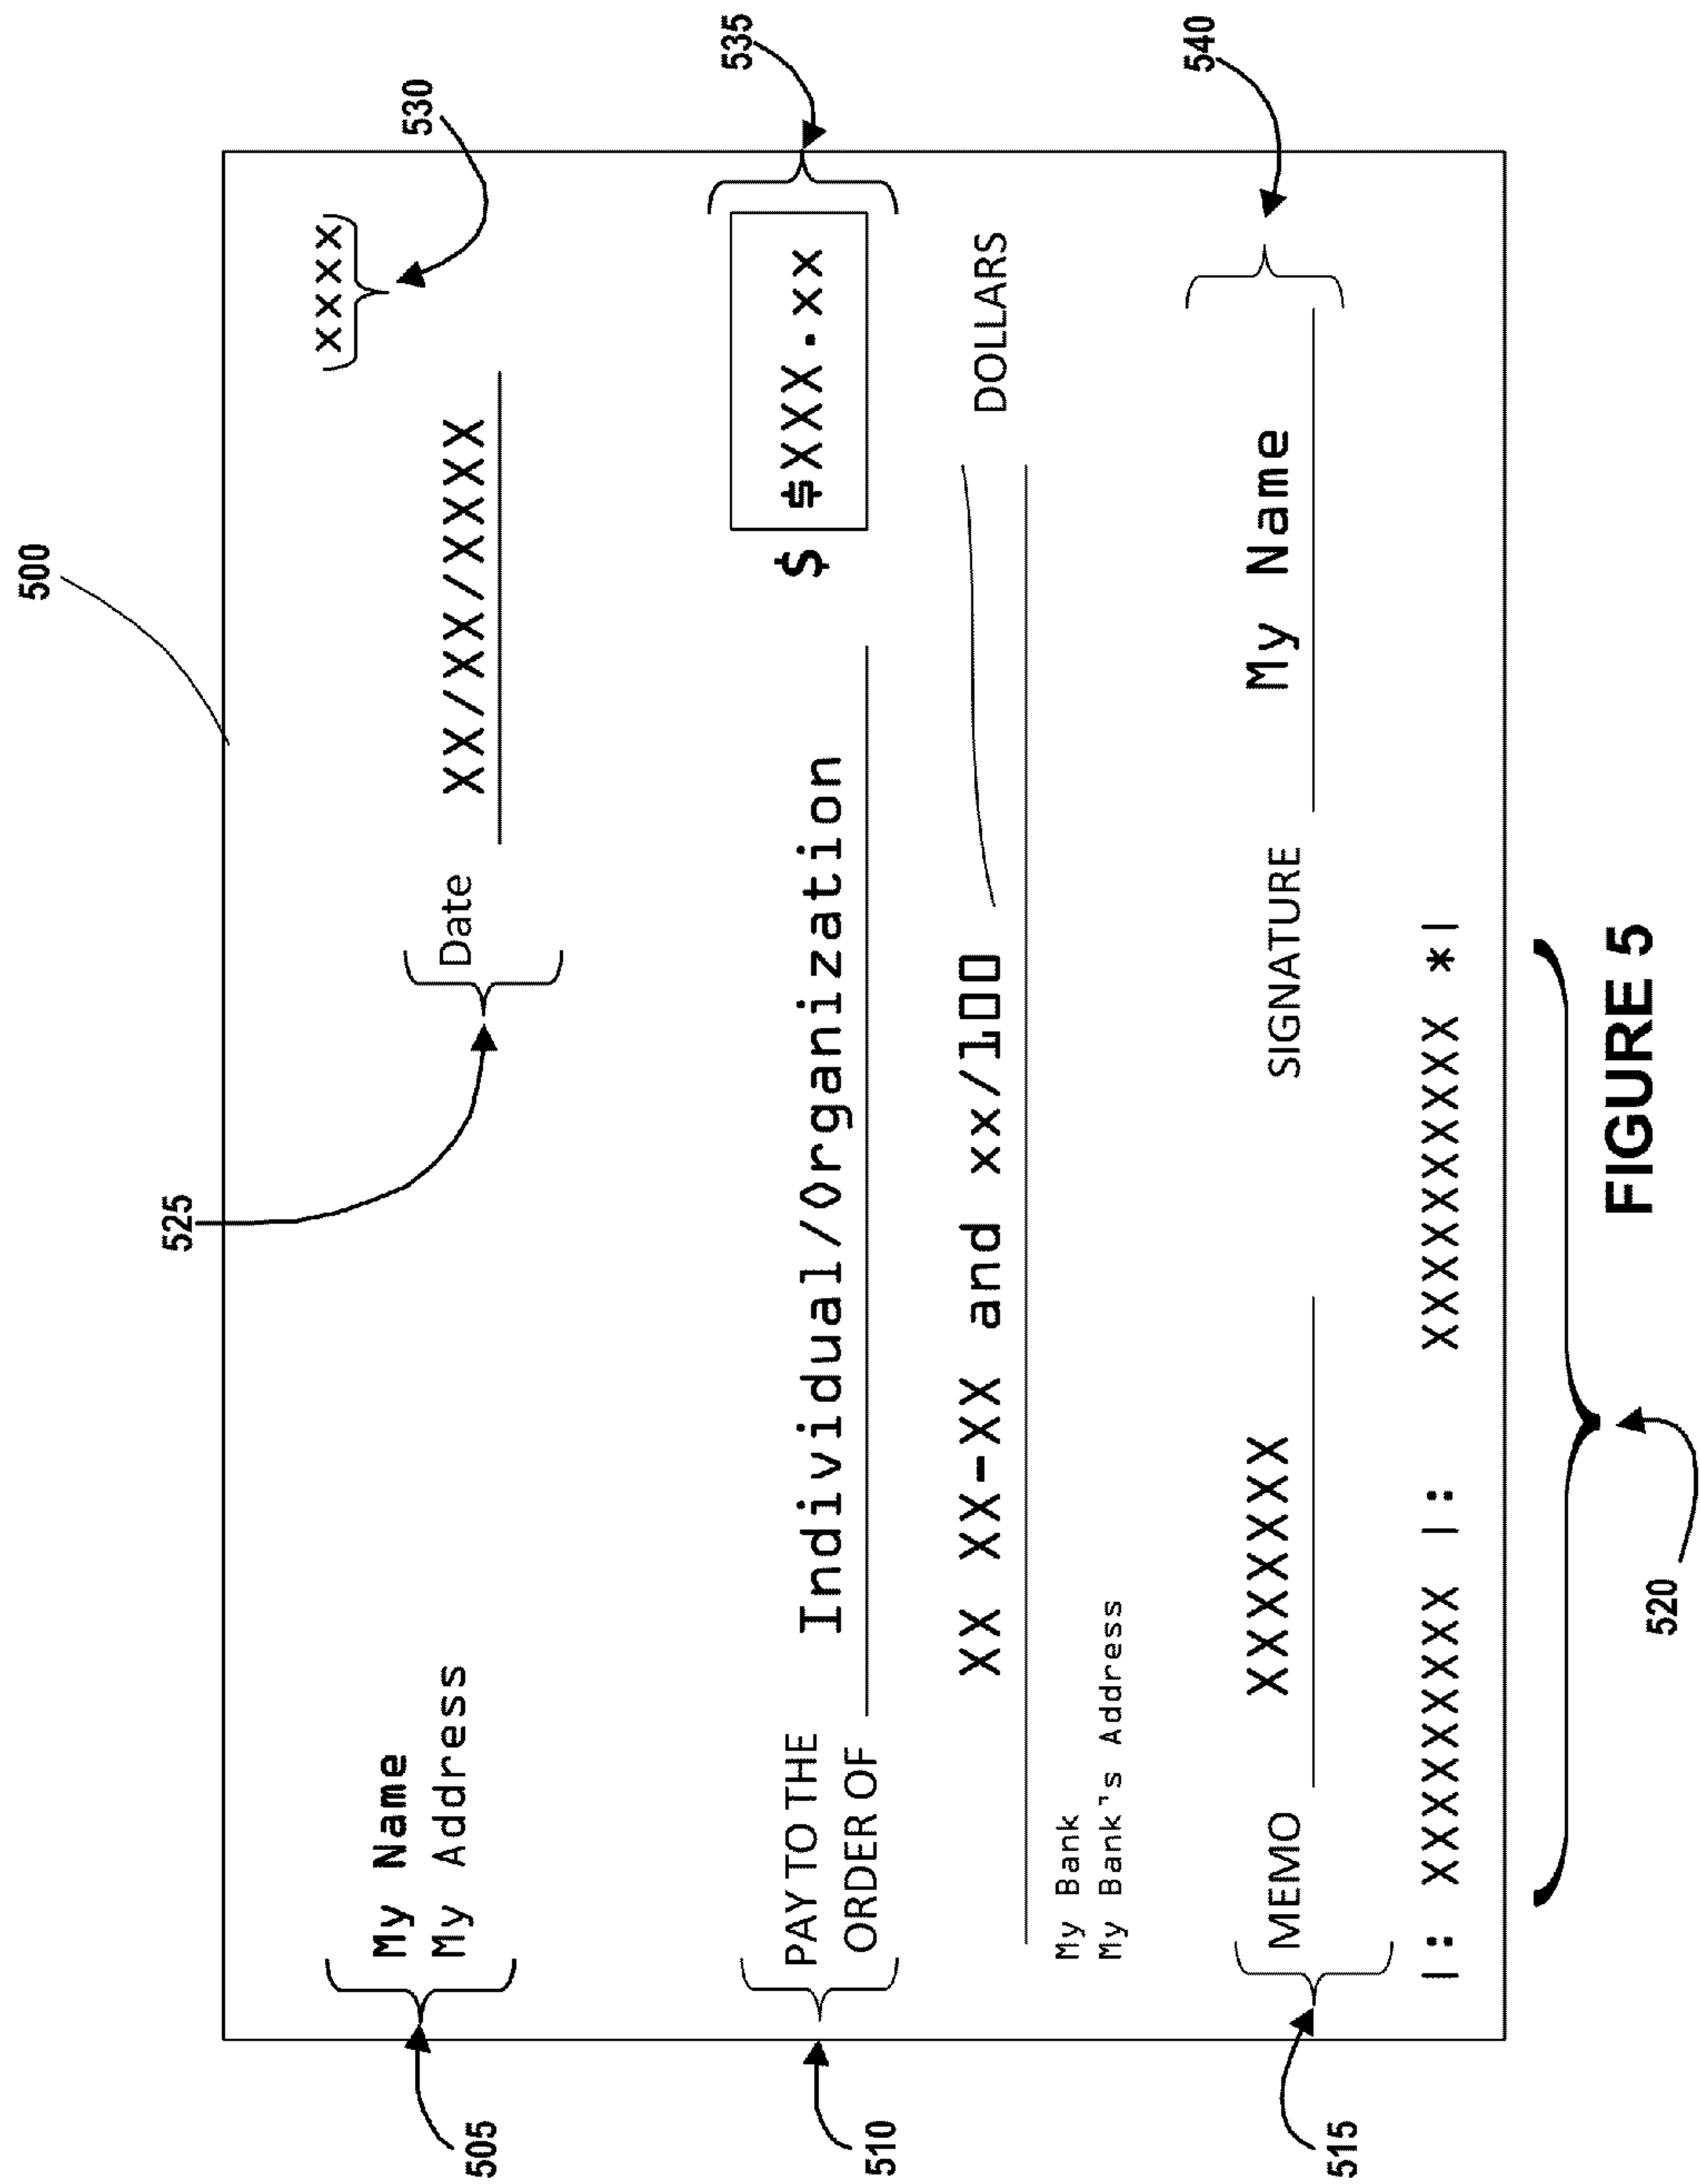 500
530
XXXX
505
My Name
My Address
525
Date XX/XX/XXXX
535
510
PAY TO THE
ORDER OF
Individual/Organization
$ $XXX.XX
XX XX-XX and xx/100
DOLLARS
My Bank
My Bank's Address
540
515
MEMO XXXXXXX
SIGNATURE My Name
|: XXXXXXXXX |: XXXXXXXXXX *|
520
FIGURE 5